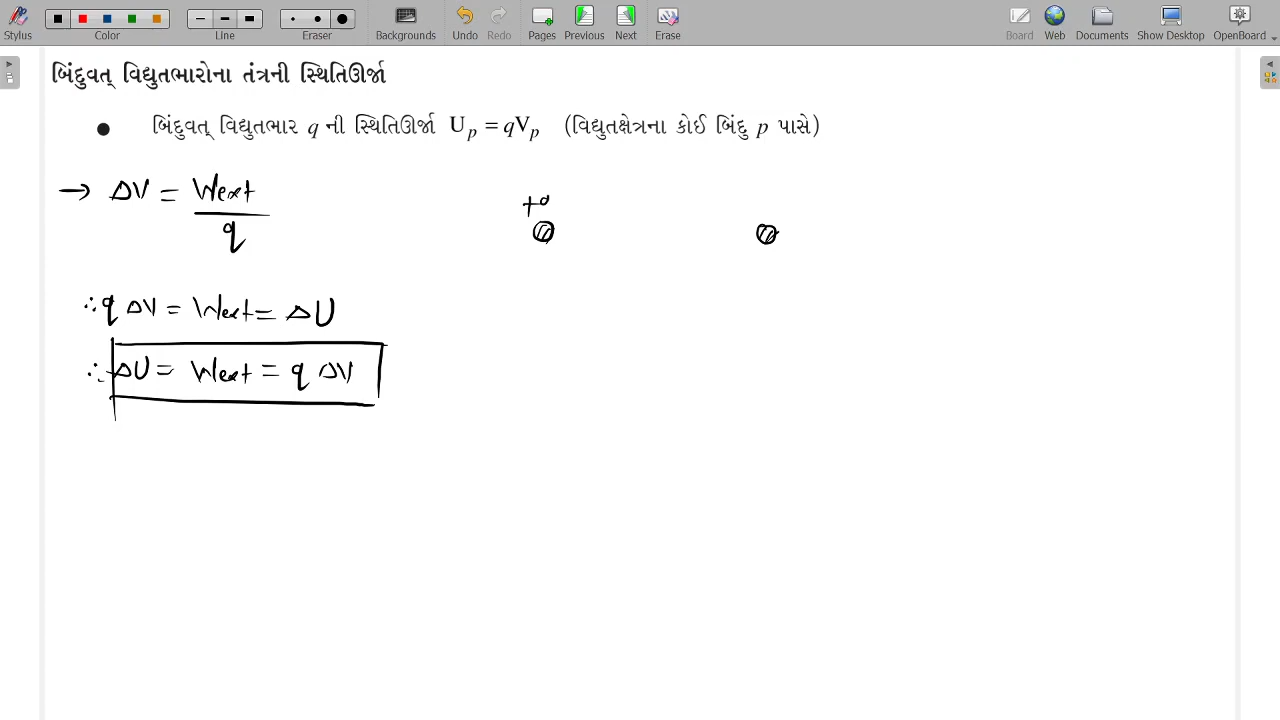 Stylus Color Line Eraser Backgrounds Undo Redo Pages Previous Next Erase Board Web Documents Show Desktop OpenBoard
બિંદુવત્ વિદ્યુતભારોના તંત્રની સ્થિતિઊર્જા
● બિંદુવત્ વિદ્યુતભાર q ની સ્થિતિઊર્જા U_p = qV_p (વિદ્યુતક્ષેત્રના કોઈ બિંદુ p પાસે)
→ ΔV = Wext / q
∴ q ΔV = Wext = ΔU
∴ ΔU = Wext = q ΔV